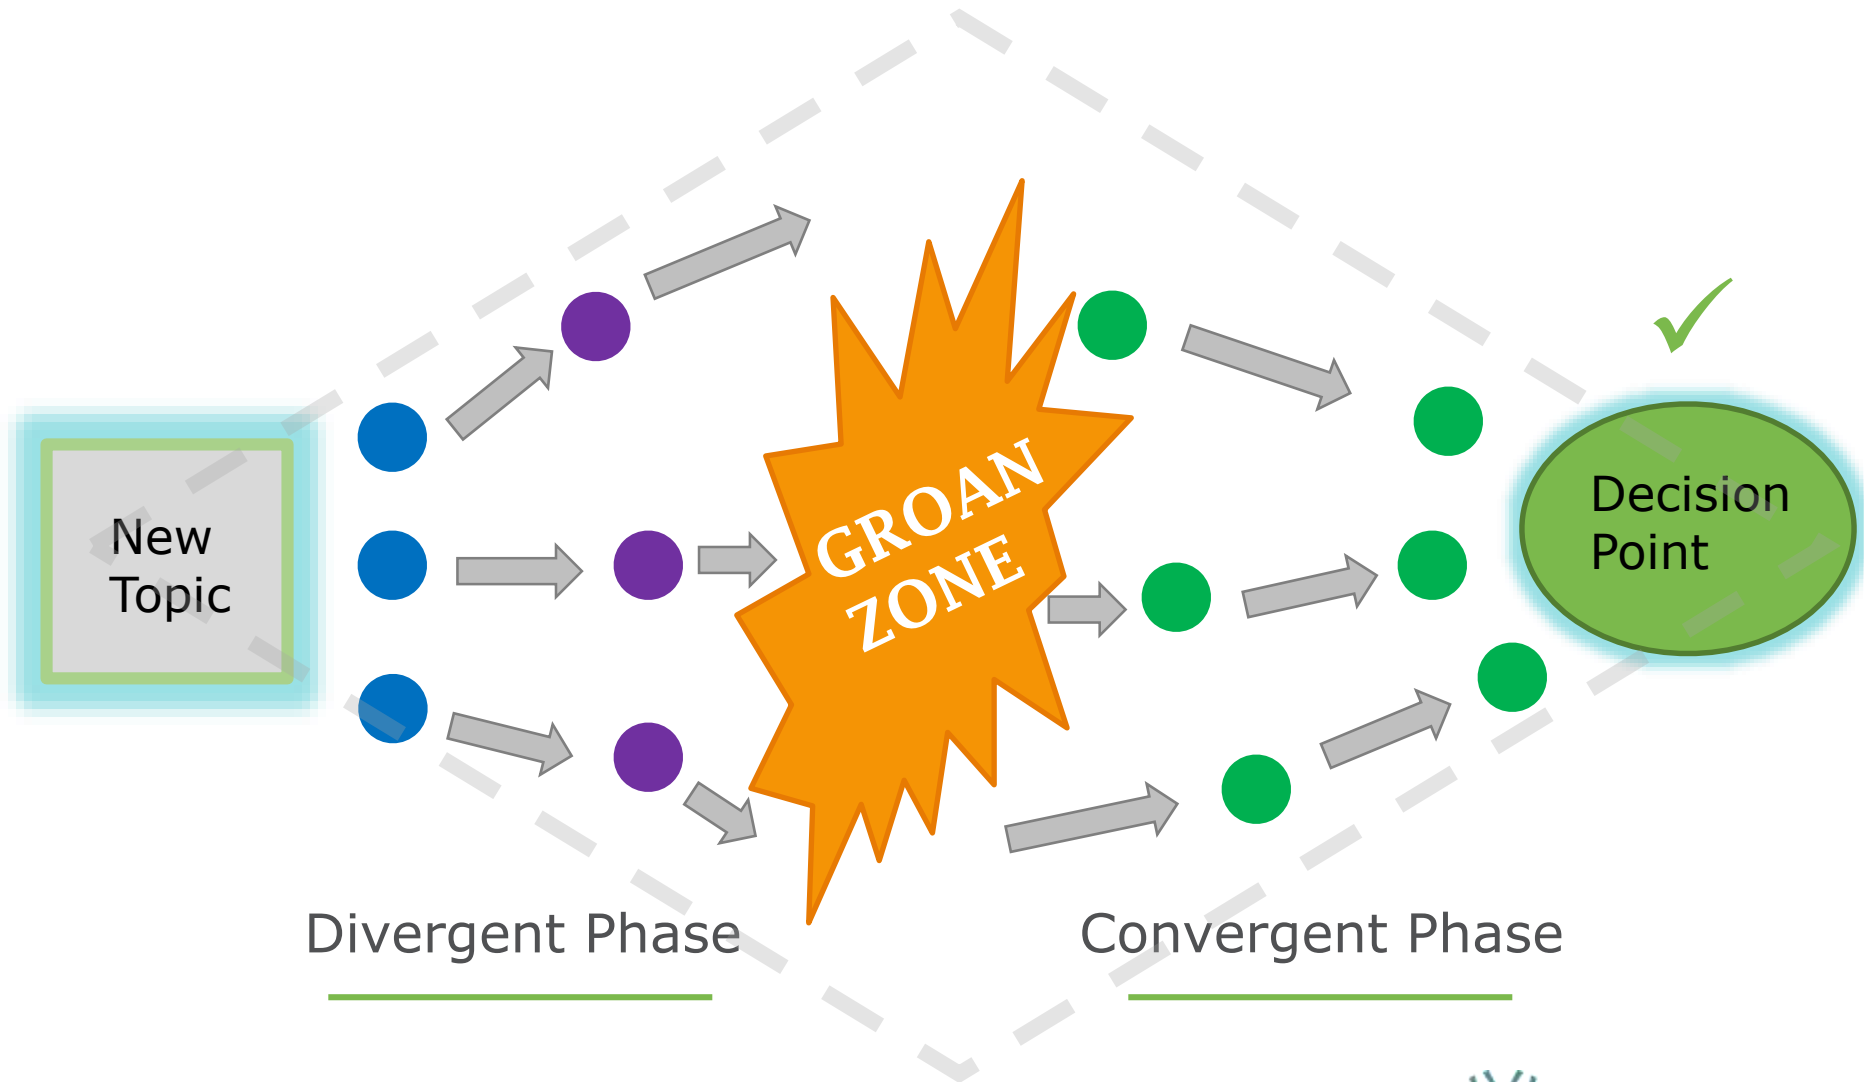 New
Topic
GROAN
ZONE
Decision
Point
Divergent Phase
Convergent Phase